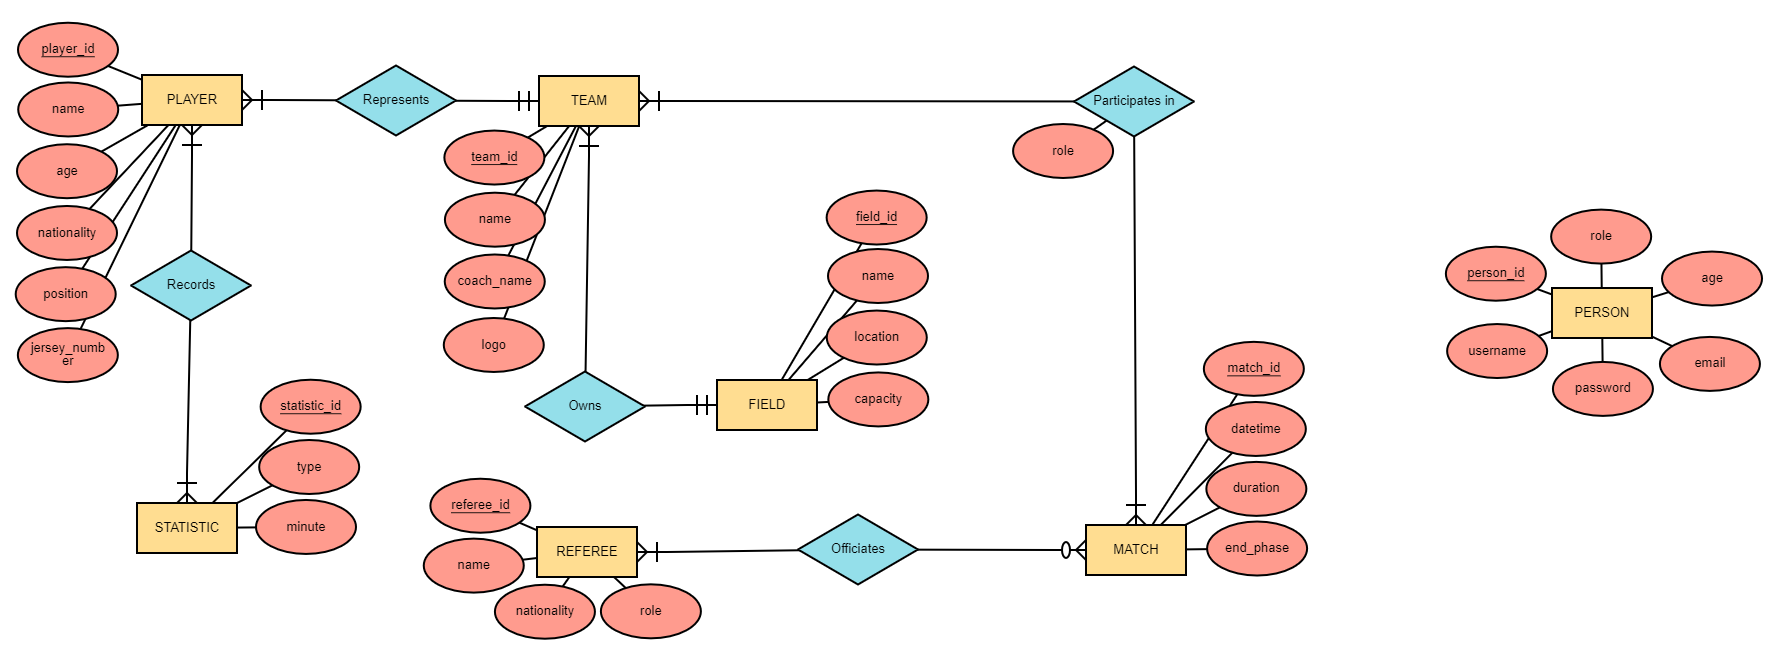 player_id
name
age
nationality
position
jersey_numb
er
PLAYER
Represents
TEAM
team_id
name
coach_name
logo
Participates in
role
Records
statistic_id
type
minute
STATISTIC
Owns
FIELD
field_id
name
location
capacity
referee_id
name
nationality
role
REFEREE
Officiates
MATCH
match_id
datetime
duration
end_phase
role
person_id
age
PERSON
username
email
password